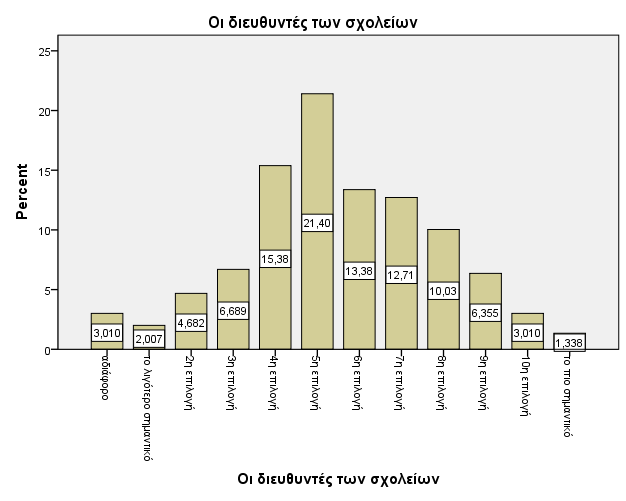 Οι διευθυντές των σχολείων
Percent
25
20
15
10
5
0
3,010
2,007
4,682
6,689
15,38
21,40
13,38
12,71
10,03
6,355
3,010
1,338
αδιάφορο
το λιγότερο σημαντικό
2η επιλογή
3η επιλογή
4η επιλογή
5η επιλογή
6η επιλογή
7η επιλογή
8η επιλογή
9η επιλογή
10η επιλογή
το πιο σημαντικό
Οι διευθυντές των σχολείων